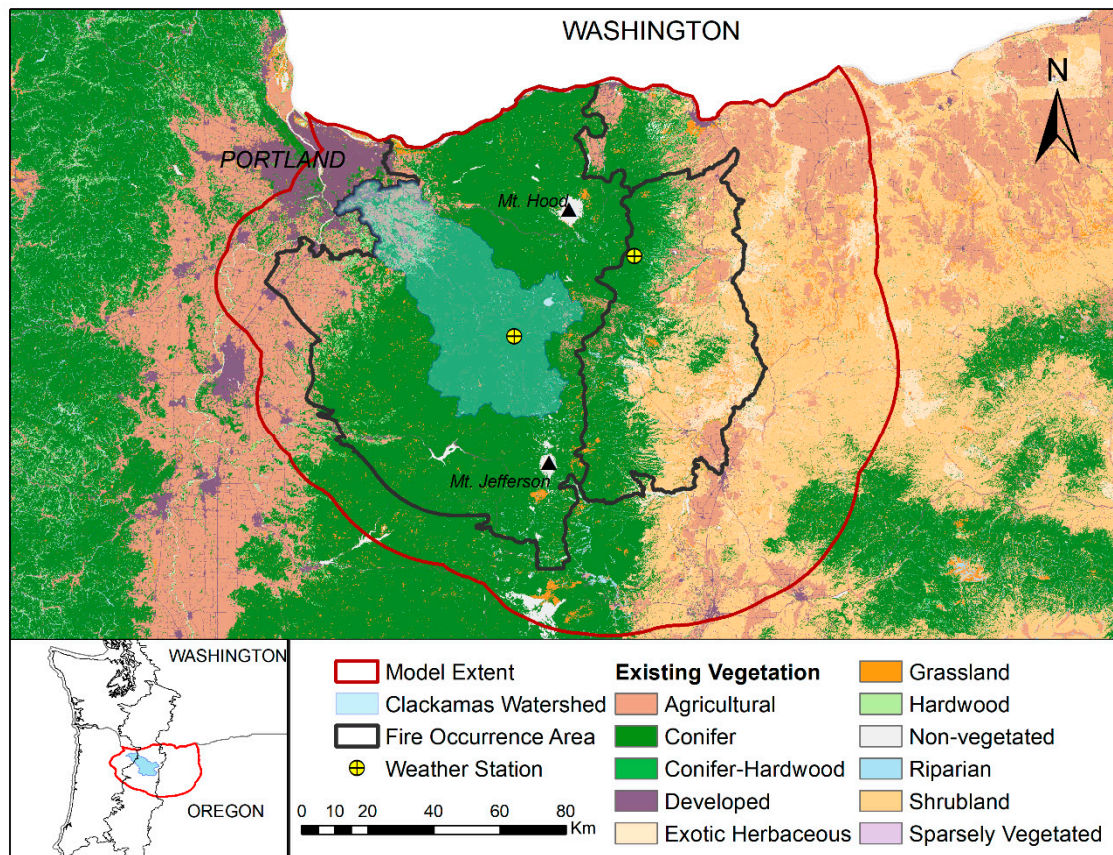 WASHINGTON
N
PORTLAND
Mt. Hood
Mt. Jefferson
WASHINGTON
OREGON
Model Extent
Clackamas Watershed
Fire Occurrence Area
Weather Station
0 10 20 40 60 80
Km
Existing Vegetation
Agricultural
Conifer
Conifer-Hardwood
Developed
Exotic Herbaceous
Grassland
Hardwood
Non-vegetated
Riparian
Shrubland
Sparsely Vegetated